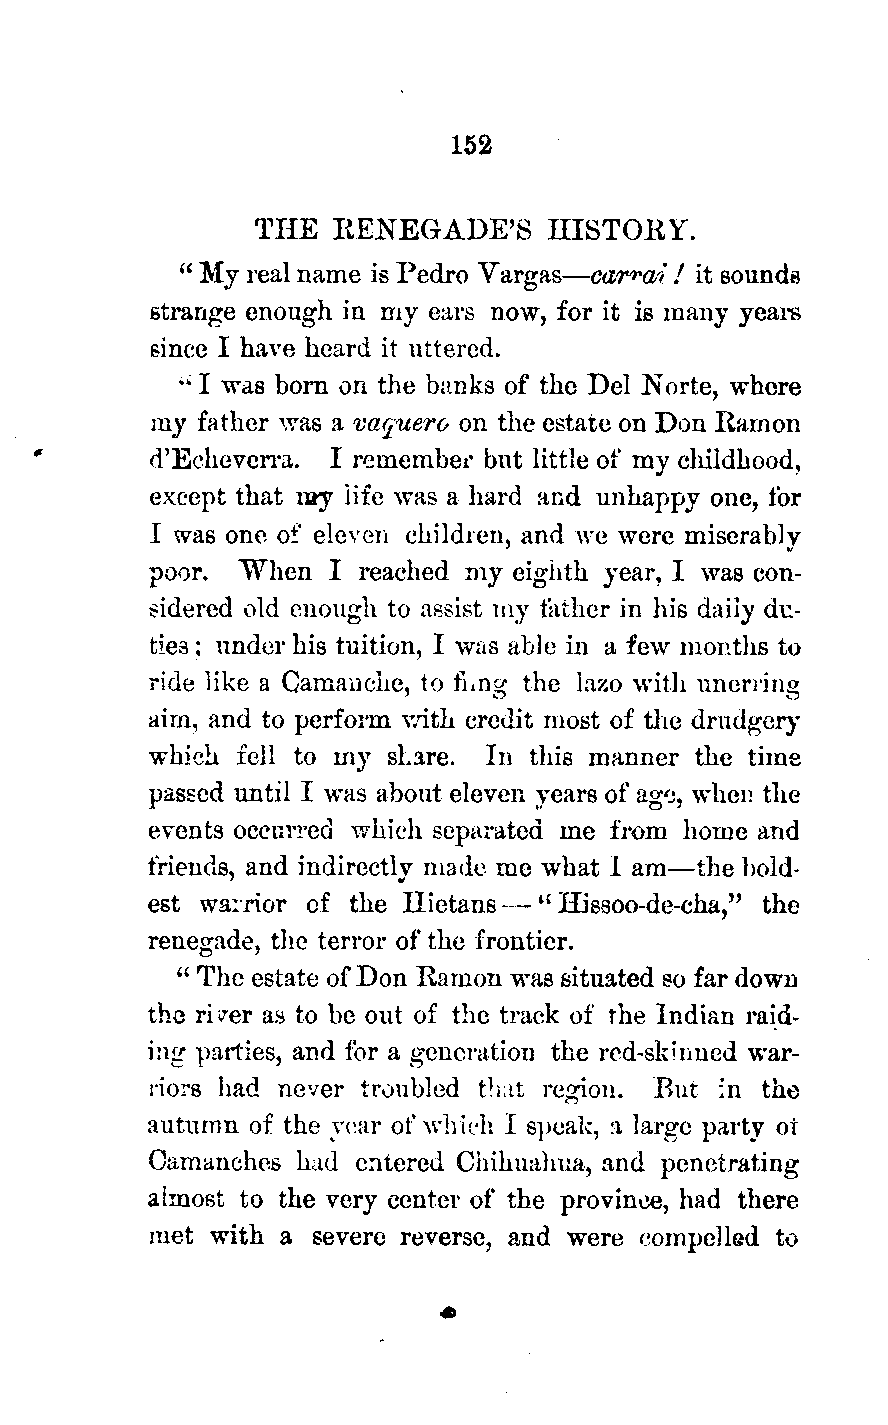 152
THE RENEGADE'S HISTORY.
“My real name is Pedro Vargas—carrai! it sounds
strange enough in my ears now, for it is many years
since I have heard it uttered.
“I was born on the banks of the Del Norte, where
my father was a vaquero on the estate on Don Ramon
d'Echeverra. I remember but little of my childhood,
except that my life was a hard and unhappy one, for
I was one of eleven children, and we were miserably
poor. When I reached my eighth year, I was con-
sidered old enough to assist my father in his daily du-
ties; under his tuition, I was able in a few months to
ride like a Camanche, to fling the lazo with unerring
aim, and to perform with credit most of the drudgery
which fell to my share. In this manner the time
passed until I was about eleven years of age, when the
events occurred which separated me from home and
friends, and indirectly made me what I am—the bold-
est warrior of the Hietans—“Hissoo-de-cha,” the
renegade, the terror of the frontier.
“The estate of Don Ramon was situated so far down
the river as to be out of the track of the Indian raid-
ing parties, and for a generation the red-skinned war-
riors had never troubled that region. But in the
autumn of the year of which I speak, a large party of
Camanches had entered Chihuahua, and penetrating
almost to the very center of the province, had there
met with a severe reverse, and were compelled to